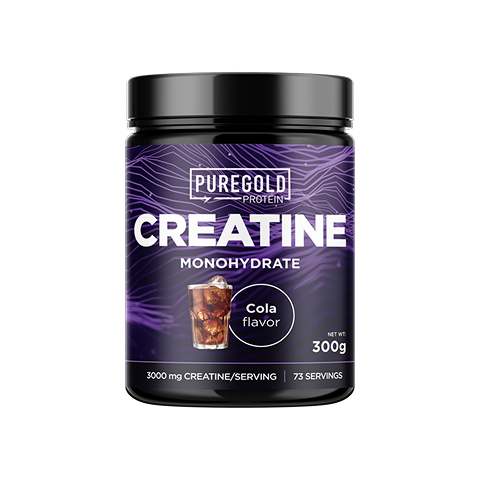 PUREGOLD
PROTEIN
CREATINE
MONOHYDRATE
Cola
flavor
NET WT:
300g
3000 mg CREATINE/SERVING | 73 SERVINGS